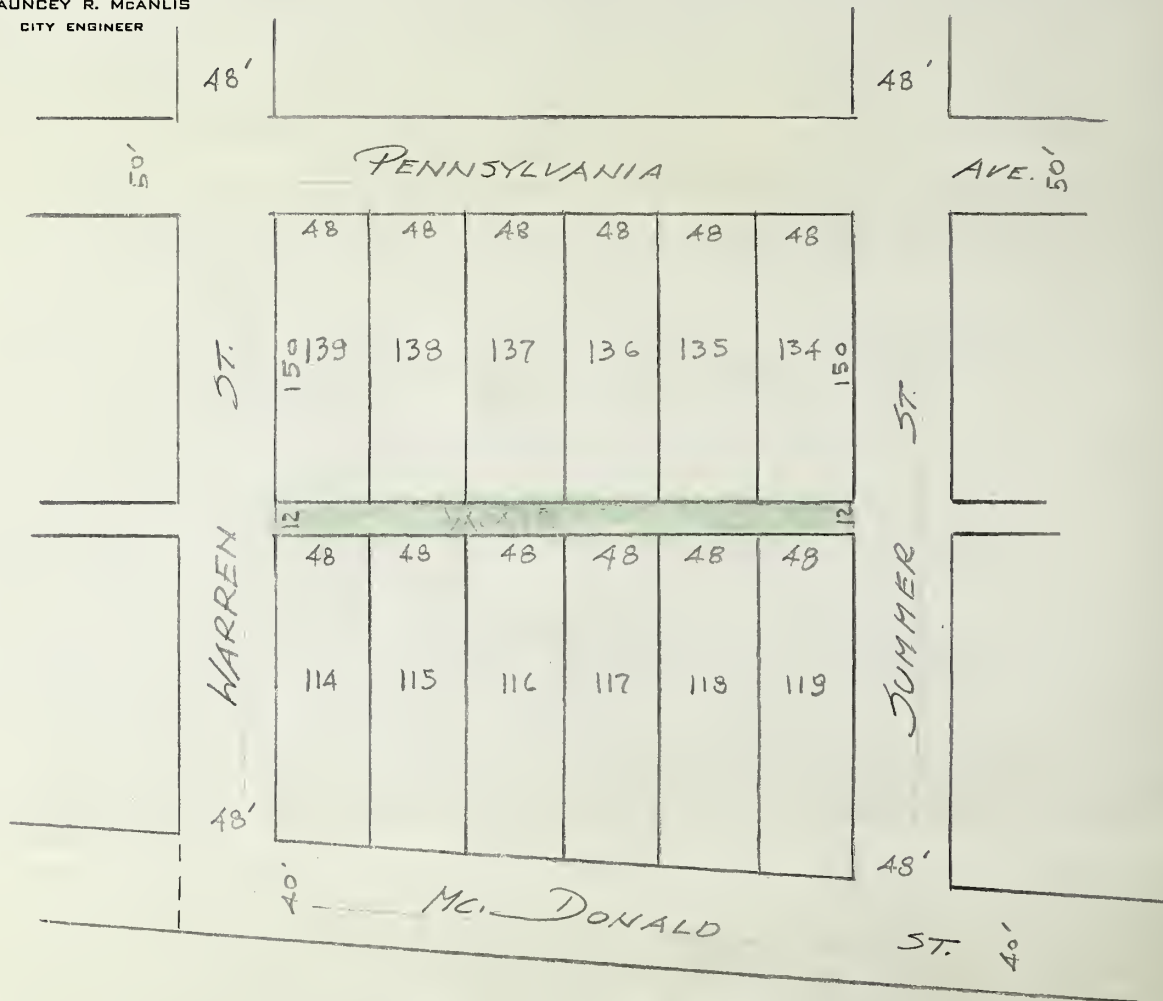 AUNCEY R. McANLIS
CITY ENGINEER
48'
48'
50'
PENNSYLVANIA
AVE.
50'
48 48 48 48 48 48
150
139 138 137 136 135 134
150
ST.
ST.
12
12
48 48 48 48 48 48
WARREN
SUMMER
114 115 116 117 118 119
48'
48'
40'
MC. DONALD
ST.
40'